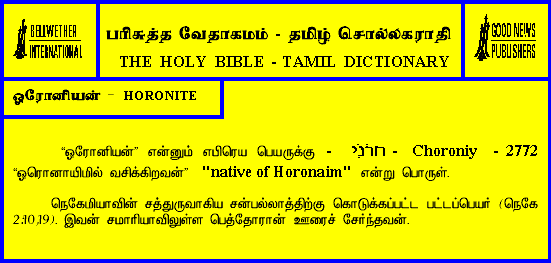 BELLWETHER
INTERNATIONAL
பரிசுத்த வேதாகமம் - தமிழ் சொல்லகராதி
THE HOLY BIBLE - TAMIL DICTIONARY
GOOD NEWS
PUBLISHERS
ஓரோனியன் - HORONITE
“ஓரோனியன்” என்னும் எபிரெய பெயருக்கு - חֹרֹנִי - Choroniy - 2772
“ஒரொனாயிமில் வசிக்கிறவன்” "native of Horonaim" என்று பொருள்.
நெகேமியாவின் சத்துருவாகிய சன்பல்லாத்திற்கு கொடுக்கப்பட்ட பட்டப்பெயர் (நெகே
2:10,19). இவன் சமாரியாவிலுள்ள பெத்தோரான் ஊரைச் சேர்ந்தவன்.